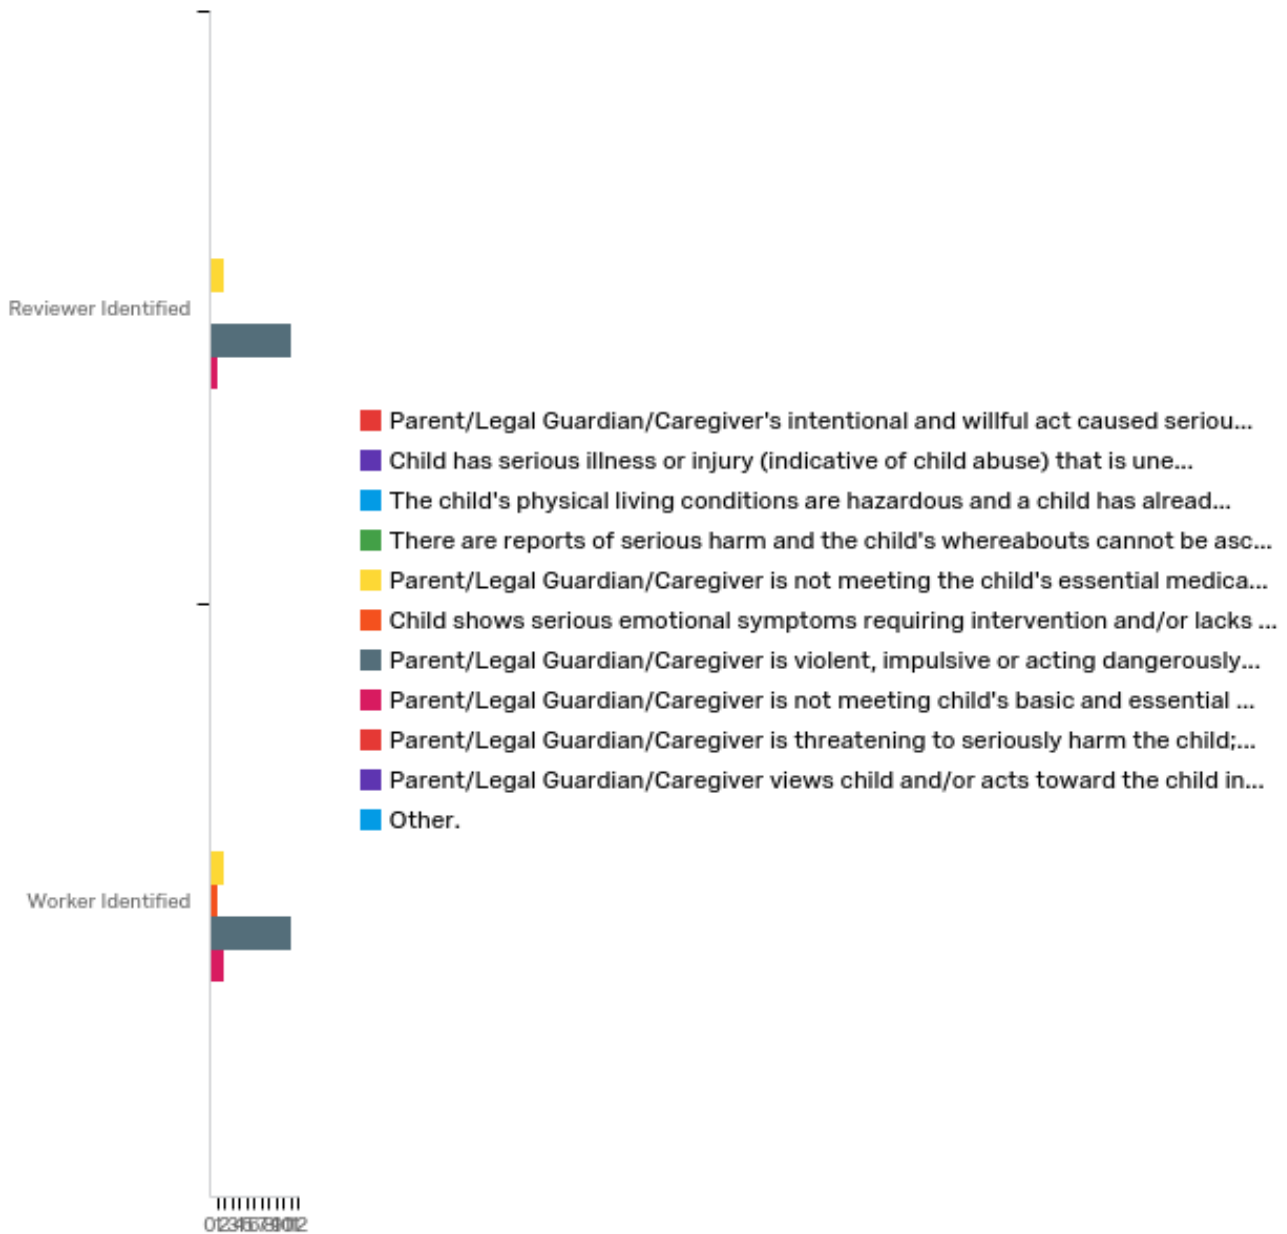 Reviewer Identified
Parent/Legal Guardian/Caregiver's intentional and willful act caused seriou...
Child has serious illness or injury (indicative of child abuse) that is une...
The child's physical living conditions are hazardous and a child has alread...
There are reports of serious harm and the child's whereabouts cannot be asc...
Parent/Legal Guardian/Caregiver is not meeting the child's essential medica...
Child shows serious emotional symptoms requiring intervention and/or lacks ...
Parent/Legal Guardian/Caregiver is violent, impulsive or acting dangerously...
Parent/Legal Guardian/Caregiver is not meeting child's basic and essential ...
Parent/Legal Guardian/Caregiver is threatening to seriously harm the child;...
Parent/Legal Guardian/Caregiver views child and/or acts toward the child in...
Other.
Worker Identified